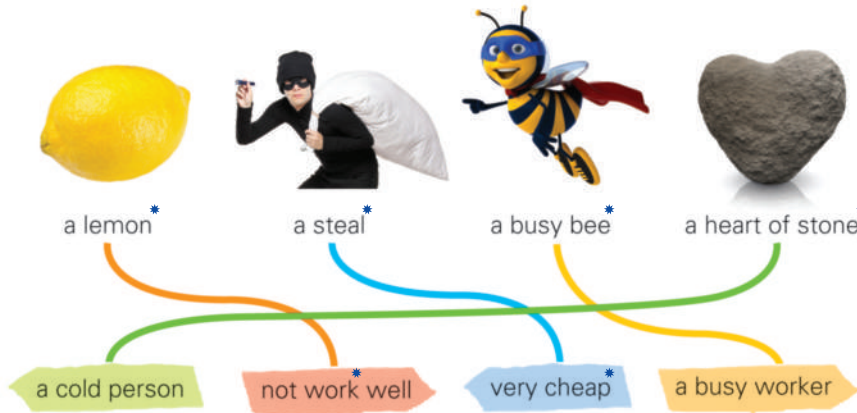 a lemon* a steal* a busy bee* a heart of stone
a cold person not work well* very cheap* a busy worker